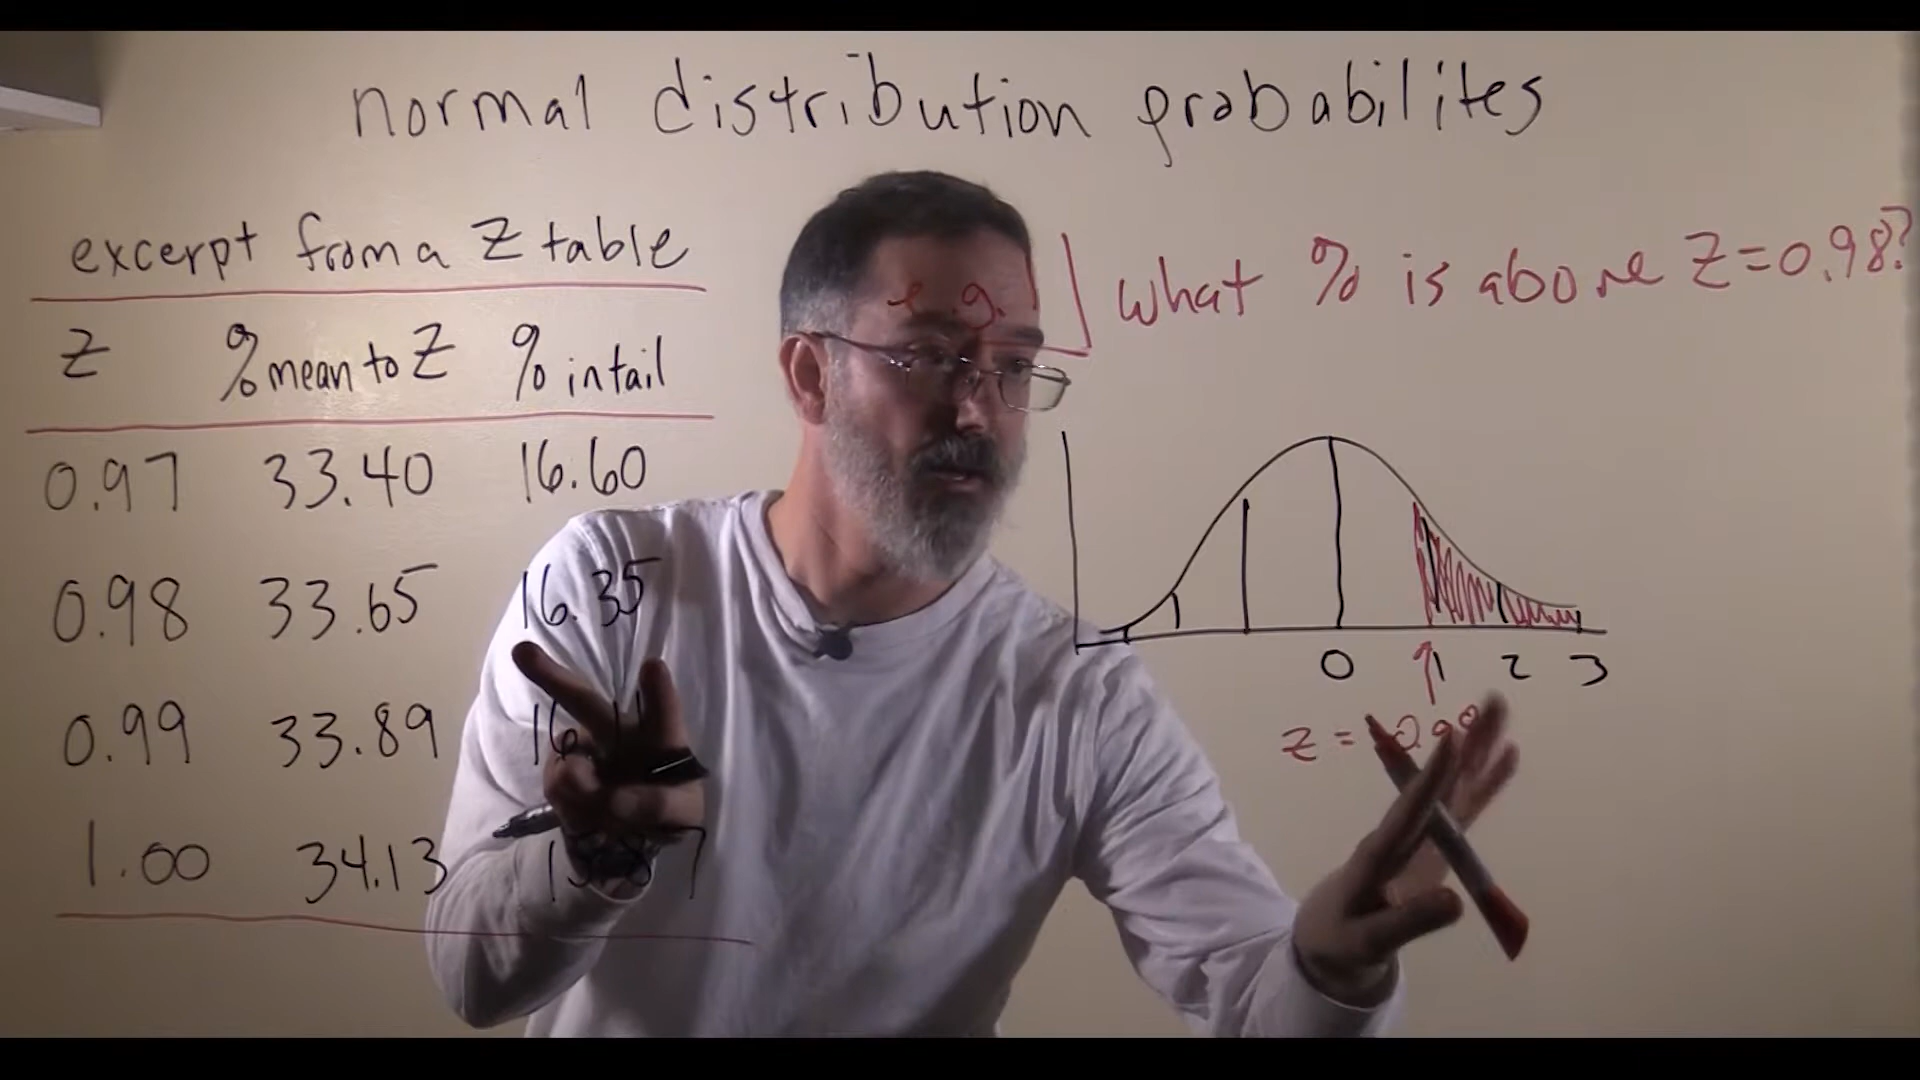 normal distribution probabilites
excerpt from a Z table
Z % mean to Z % in tail
0.97 33.40 16.60
0.98 33.65 16.35
0.99 33.89
1.00 34.13
e.g. 1 What % is above Z=0.98?
0 1 2 3
z =